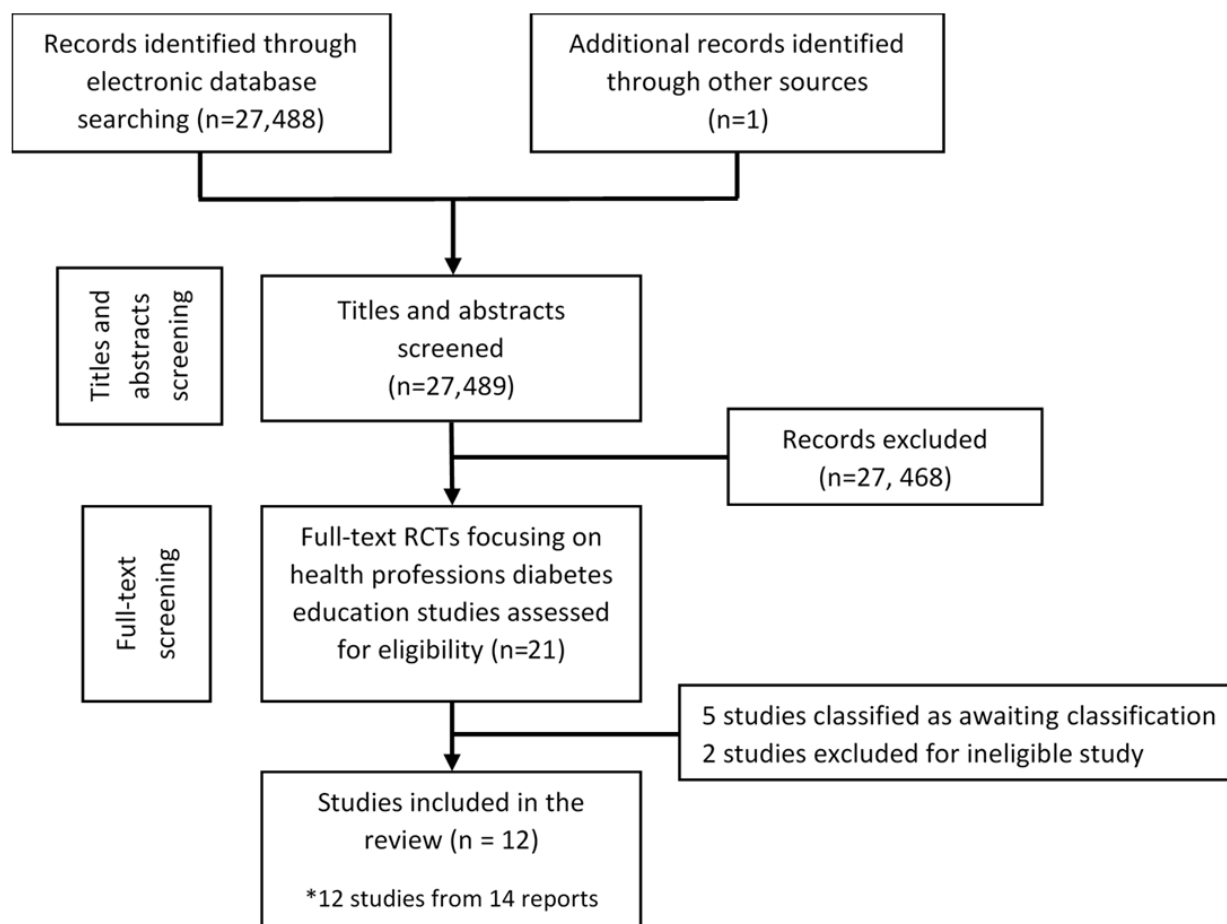 Records identified through
electronic database
searching (n=27,488)
Additional records identified
through other sources
(n=1)
Titles and
abstracts
screening
Titles and abstracts
screened
(n=27,489)
Records excluded
(n=27, 468)
Full-text
screening
Full-text RCTs focusing on
health professions diabetes
education studies assessed
for eligibility (n=21)
5 studies classified as awaiting classification
2 studies excluded for ineligible study
Studies included in the
review (n = 12)
*12 studies from 14 reports